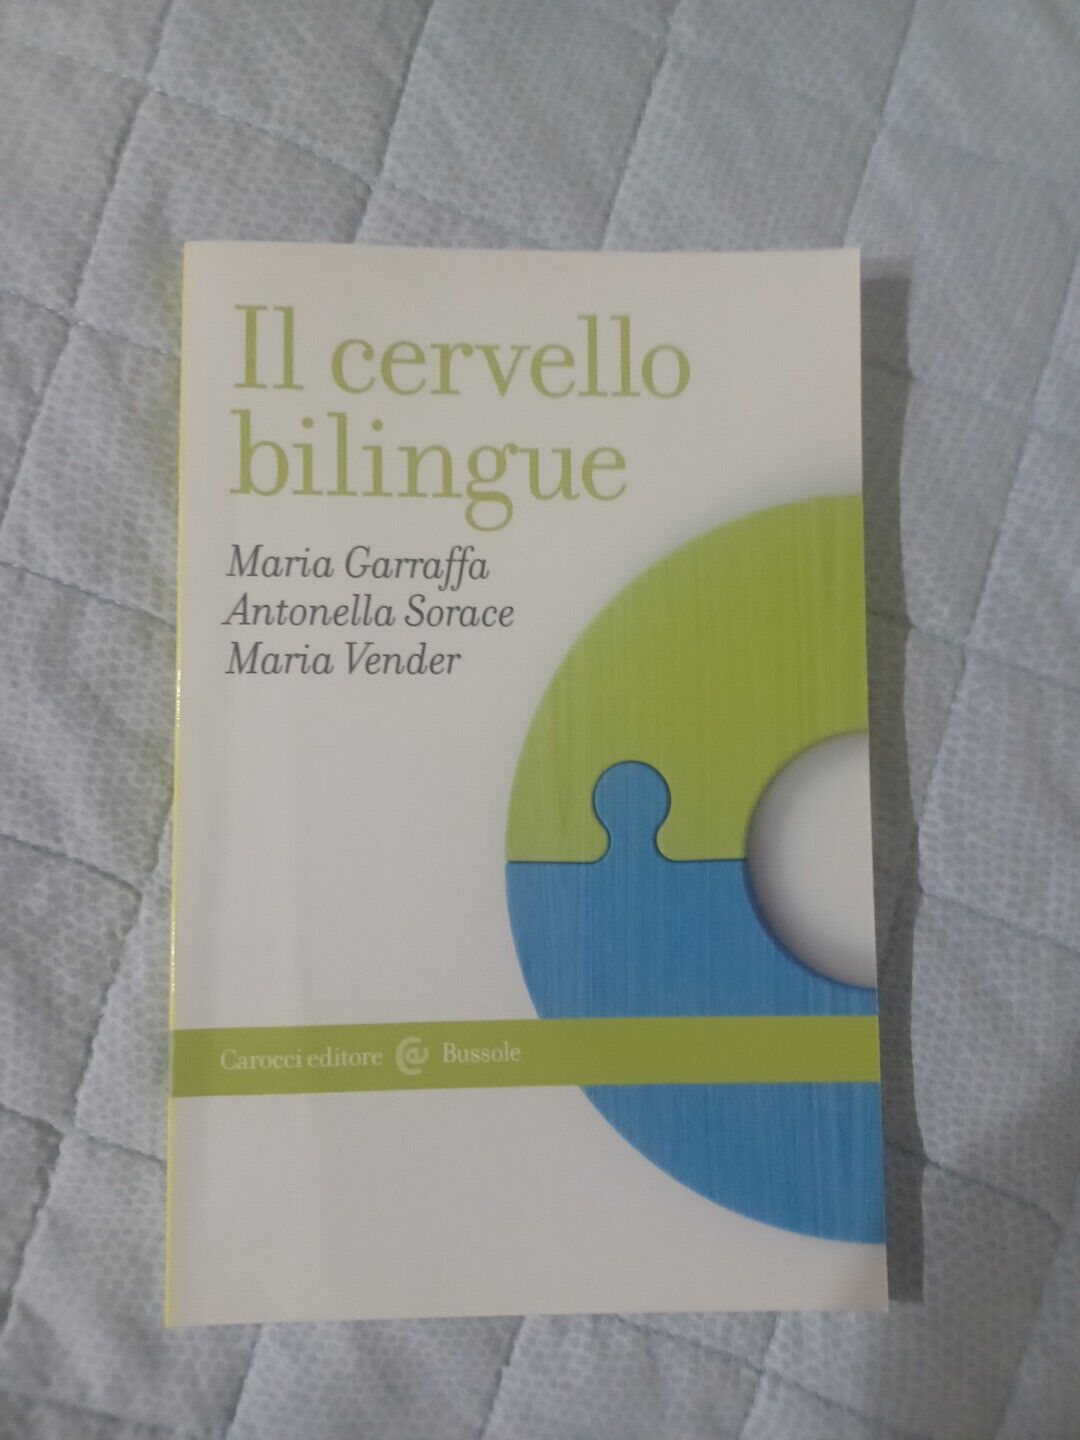 Il cervello
bilingue
Maria Garraffa
Antonella Sorace
Maria Vender
Carocci editore @ Bussole